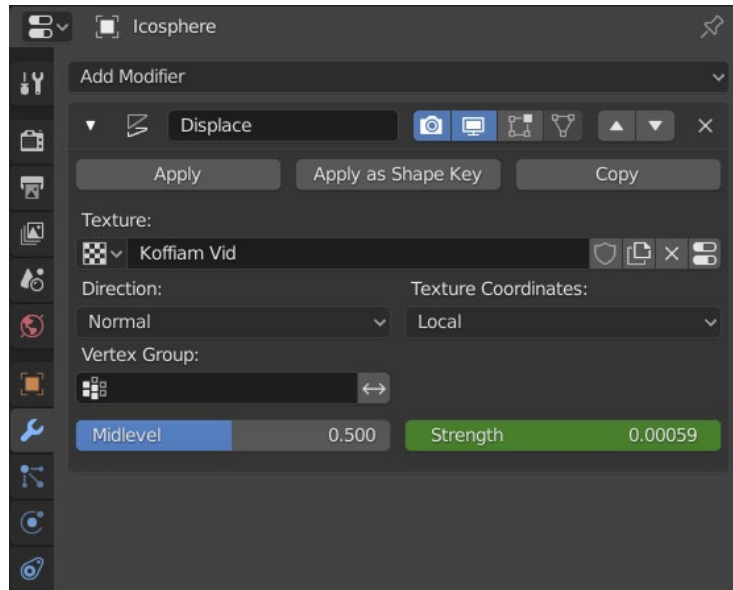 Icosphere
Add Modifier
Displace
Apply Apply as Shape Key Copy
Texture:
Koffiam Vid
Direction: Texture Coordinates:
Normal Local
Vertex Group:
Midlevel 0.500 Strength 0.00059